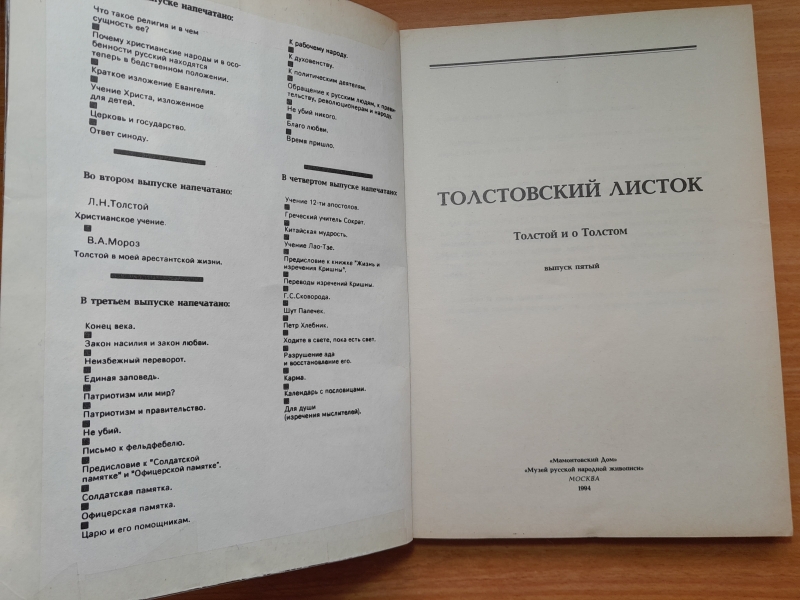 ыпуске напечатано:
Что такое религия и в чем
сущность ее?
Почему христианские народы и в осо-
бенности русский находятся
теперь в бедственном положении.
Краткое изложение Евангелия.
Учение Христа, изложенное
для детей.
Церковь и государство.
Ответ синоду.
Во втором выпуске напечатано:
Л.Н.Толстой
Христианское учение.
В.А.Мороз
Толстой в моей арестантской жизни.
В третьем выпуске напечатано:
Конец века.
Закон насилия и закон любви.
Неизбежный переворот.
Единая заповедь.
Патриотизм или мир?
Патриотизм и правительство.
Не убий.
Письмо к фельдфебелю.
Предисловие к "Солдатской
памятке" и "Офицерской памятке".
Солдатская памятка.
Офицерская памятка.
Царю и его помощникам.
К рабочему народу.
К духовенству.
К политическим деятелям.
Обращение к русским людям, к прави-
тельству, революционерам и народу.
Не убий никого.
Благо любви.
Время пришло.
В четвертом выпуске напечатано:
Учение 12-ти апостолов.
Греческий учитель Сократ.
Китайская мудрость.
Учение Лао-Тзе.
Предисловие к книжке "Жизнь и
изречения Кришны".
Переводы изречений Кришны.
Г.С.Сковорода.
Шут Палечек.
Петр Хлебник.
Ходите в свете, пока есть свет.
Разрушение ада
и восстановление его.
Карма.
Календарь с пословицами.
Для души
(изречения мыслителей).
ТОЛСТОВСКИЙ ЛИСТОК
Толстой и о Толстом
выпуск пятый
«Мамонтовский Дом»
«Музей русской народной живописи»
МОСКВА
1994